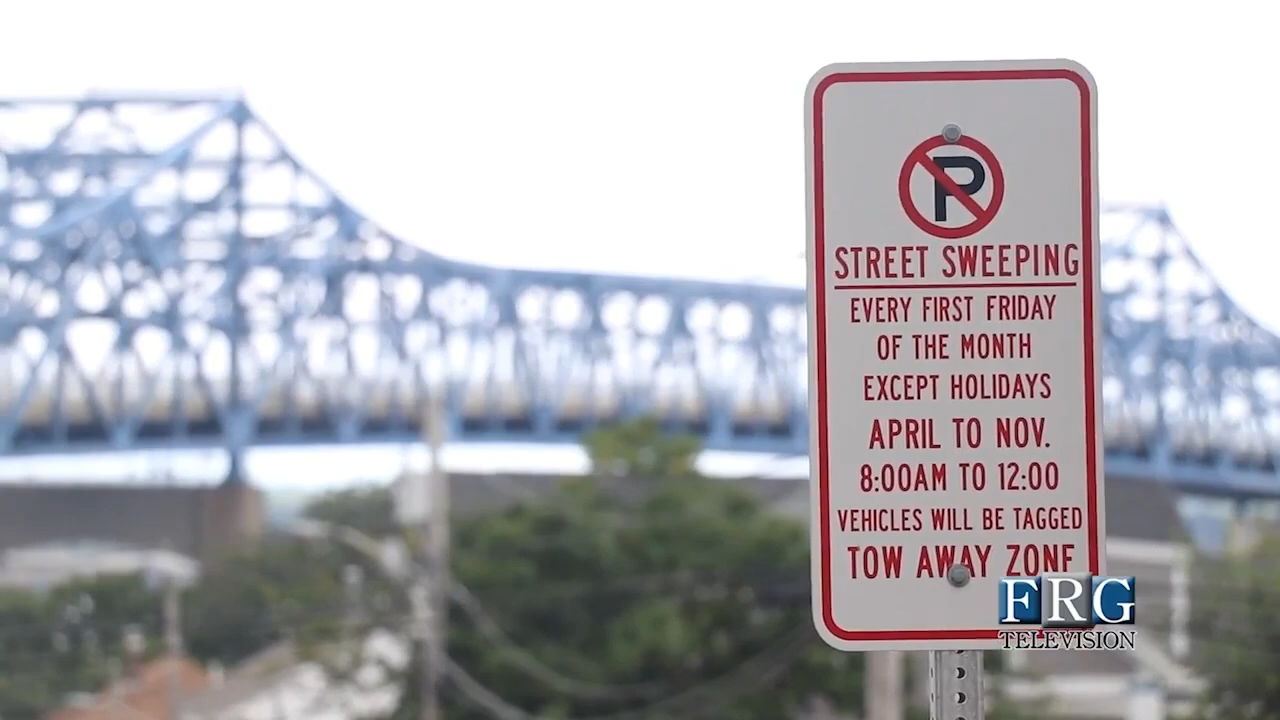 P
STREET SWEEPING
EVERY FIRST FRIDAY
OF THE MONTH
EXCEPT HOLIDAYS
APRIL TO NOV.
8:00AM TO 12:00
VEHICLES WILL BE TAGGED
TOW AWAY ZONE
FRG
TELEVISION